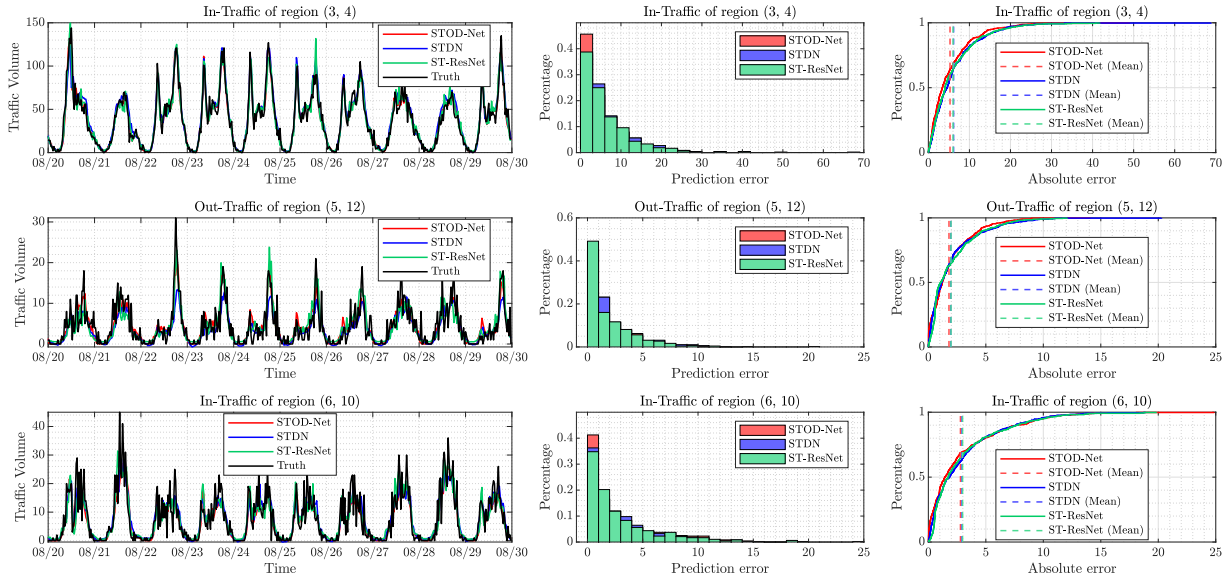 In-Traffic of region (3, 4)
Traffic Volume
150
100
50
0
STOD-Net
STDN
ST-ResNet
Truth
08/20 08/21 08/22 08/23 08/24 08/25 08/26 08/27 08/28 08/29 08/30
Time
In-Traffic of region (3, 4)
Percentage
0.4
0.3
0.2
0.1
0
STOD-Net
STDN
ST-ResNet
0 10 20 30 40 50 60 70
Prediction error
In-Traffic of region (3, 4)
Percentage
1
0.5
0
STOD-Net
STOD-Net (Mean)
STDN
STDN (Mean)
ST-ResNet
ST-ResNet (Mean)
0 10 20 30 40 50 60 70
Absolute error
Out-Traffic of region (5, 12)
Traffic Volume
30
20
10
0
STOD-Net
STDN
ST-ResNet
Truth
08/20 08/21 08/22 08/23 08/24 08/25 08/26 08/27 08/28 08/29 08/30
Time
Out-Traffic of region (5, 12)
Percentage
0.6
0.4
0.2
0
STOD-Net
STDN
ST-ResNet
0 5 10 15 20 25
Prediction error
Out-Traffic of region (5, 12)
Percentage
1
0.5
0
STOD-Net
STOD-Net (Mean)
STDN
STDN (Mean)
ST-ResNet
ST-ResNet (Mean)
0 5 10 15 20 25
Absolute error
In-Traffic of region (6, 10)
Traffic Volume
40
30
20
10
0
STOD-Net
STDN
ST-ResNet
Truth
08/20 08/21 08/22 08/23 08/24 08/25 08/26 08/27 08/28 08/29 08/30
Time
In-Traffic of region (6, 10)
Percentage
0.4
0.3
0.2
0.1
0
STOD-Net
STDN
ST-ResNet
0 5 10 15 20 25
Prediction error
In-Traffic of region (6, 10)
Percentage
1
0.5
0
STOD-Net
STOD-Net (Mean)
STDN
STDN (Mean)
ST-ResNet
ST-ResNet (Mean)
0 5 10 15 20 25
Absolute error